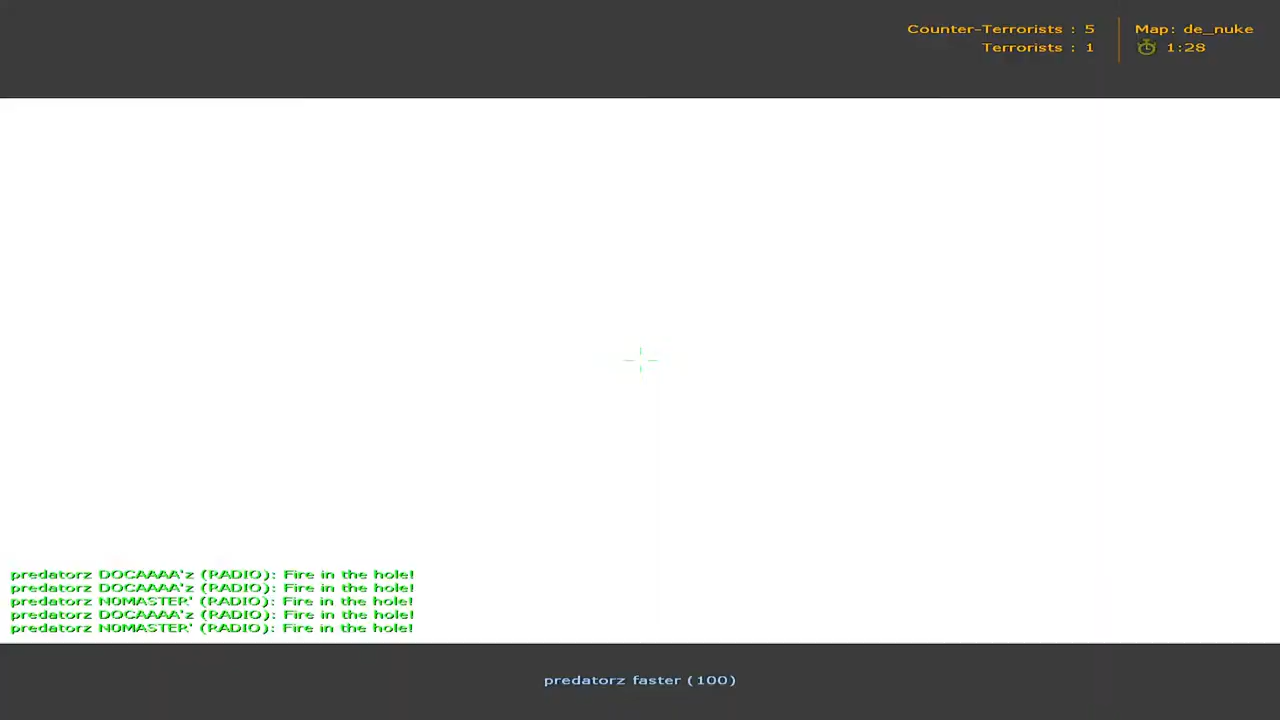 Counter-Terrorists : 5
Terrorists : 1
Map: de_nuke
1:28
predatorz DOCAAAA'z (RADIO): Fire in the hole!
predatorz DOCAAAA'z (RADIO): Fire in the hole!
predatorz N0MASTER' (RADIO): Fire in the hole!
predatorz DOCAAAA'z (RADIO): Fire in the hole!
predatorz N0MASTER' (RADIO): Fire in the hole!
predatorz faster (100)